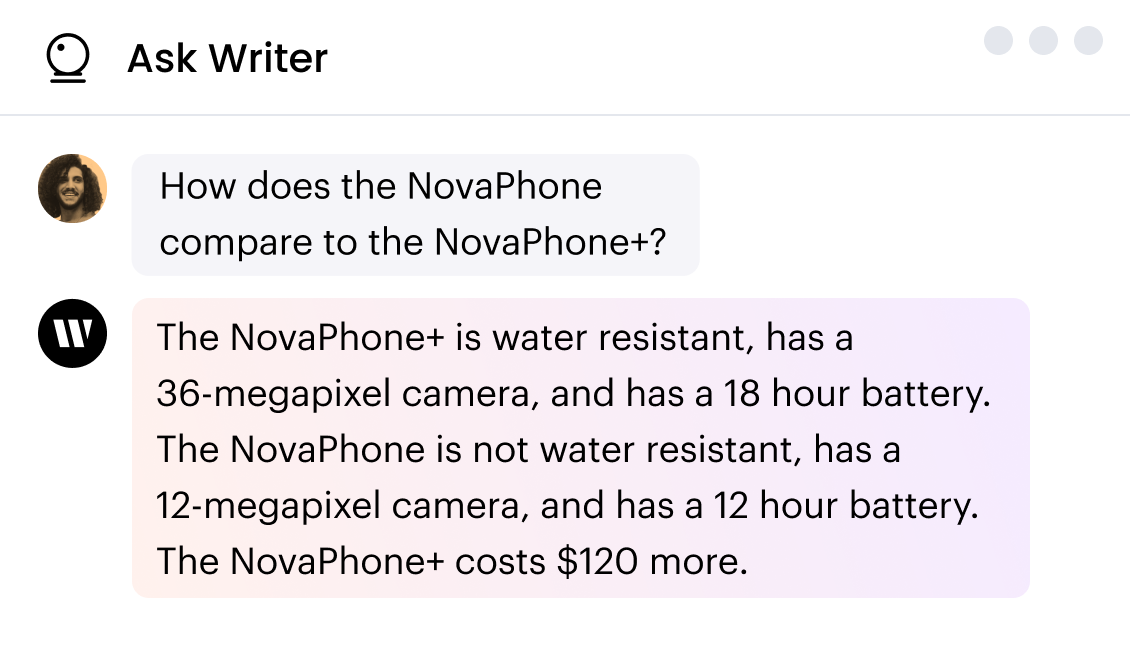 Ask Writer
How does the NovaPhone
compare to the NovaPhone+?
The NovaPhone+ is water resistant, has a
36-megapixel camera, and has a 18 hour battery.
The NovaPhone is not water resistant, has a
12-megapixel camera, and has a 12 hour battery.
The NovaPhone+ costs $120 more.